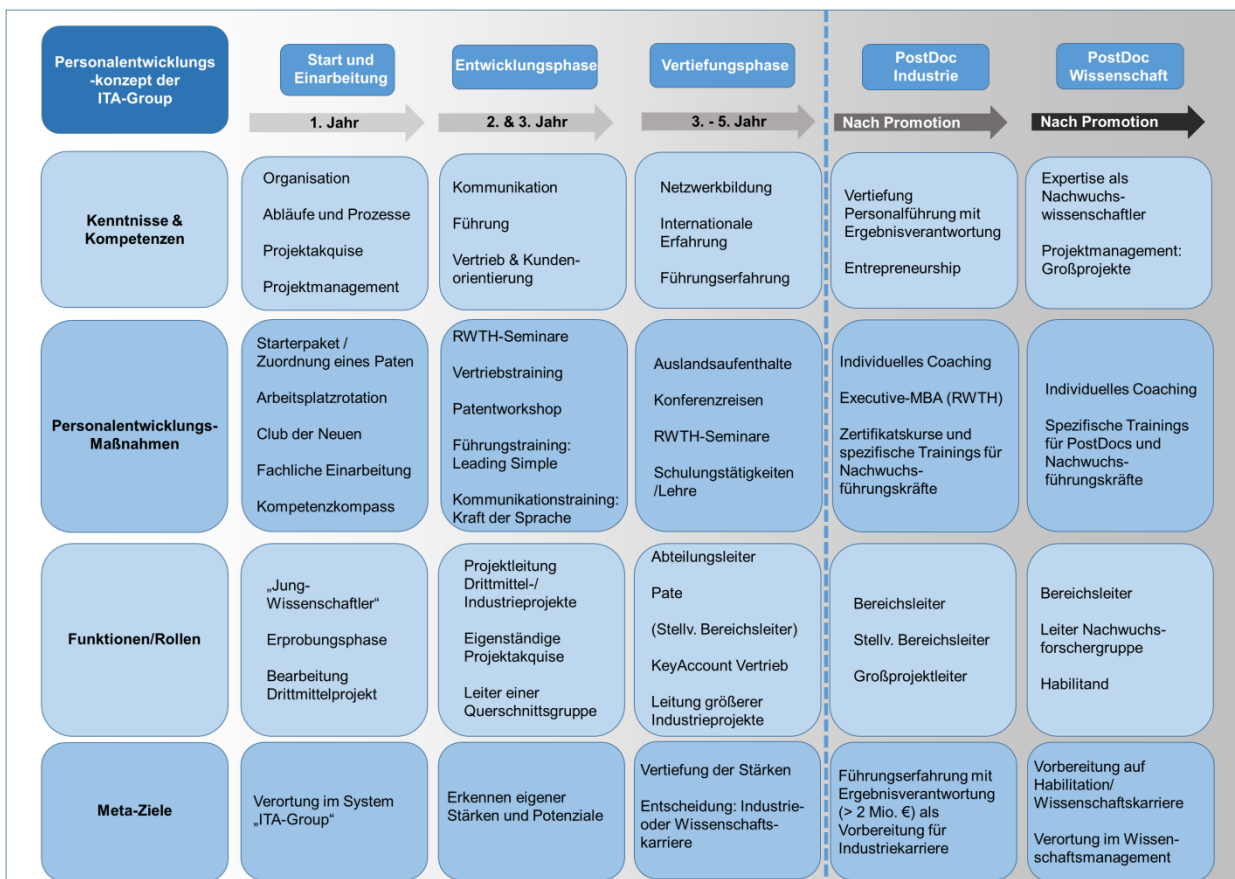 Personalentwicklungs
-konzept der
ITA-Group
Start und
Einarbeitung
Entwicklungsphase
Vertiefungsphase
PostDoc
Industrie
PostDoc
Wissenschaft
1. Jahr
2. & 3. Jahr
3. - 5. Jahr
Nach Promotion
Nach Promotion
Kenntnisse &
Kompetenzen
Organisation
Abläufe und Prozesse
Projektakquise
Projektmanagement
Kommunikation
Führung
Vertrieb & Kunden-
orientierung
Netzwerkbildung
Internationale
Erfahrung
Führungserfahrung
Vertiefung
Personalführung mit
Ergebnisverantwortung
Entrepreneurship
Expertise als
Nachwuchs-
wissenschaftler
Projektmanagement:
Großprojekte
Personalentwicklungs-
Maßnahmen
Starterpaket /
Zuordnung eines Paten
Arbeitsplatzrotation
Club der Neuen
Fachliche Einarbeitung
Kompetenzkompass
RWTH-Seminare
Vertriebstraining
Patentworkshop
Führungstraining:
Leading Simple
Kommunikationstraining:
Kraft der Sprache
Auslandsaufenthalte
Konferenzreisen
RWTH-Seminare
Schulungstätigkeiten
/Lehre
Individuelles Coaching
Executive-MBA (RWTH)
Zertifikatskurse und
spezifische Trainings für
Nachwuchs-
führungskräfte
Individuelles Coaching
Spezifische Trainings
für PostDocs und
Nachwuchs-
führungskräfte
Funktionen/Rollen
„Jung-
Wissenschaftler“
Erprobungsphase
Bearbeitung
Drittmittelprojekt
Projektleitung
Drittmittel-/
Industrieprojekte
Eigenständige
Projektakquise
Leiter einer
Querschnittsgruppe
Abteilungsleiter
Pate
(Stellv. Bereichsleiter)
KeyAccount Vertrieb
Leitung größerer
Industrieprojekte
Bereichsleiter
Stellv. Bereichsleiter
Großprojektleiter
Bereichsleiter
Leiter Nachwuchs-
forschergruppe
Habilitand
Meta-Ziele
Verortung im System
„ITA-Group“
Erkennen eigener
Stärken und Potenziale
Vertiefung der Stärken
Entscheidung: Industrie-
oder Wissenschafts-
karriere
Führungserfahrung mit
Ergebnisverantwortung
(> 2 Mio. €) als
Vorbereitung für
Industriekarriere
Vorbereitung auf
Habilitation/
Wissenschaftskarriere
Verortung im Wissen-
schaftsmanagement